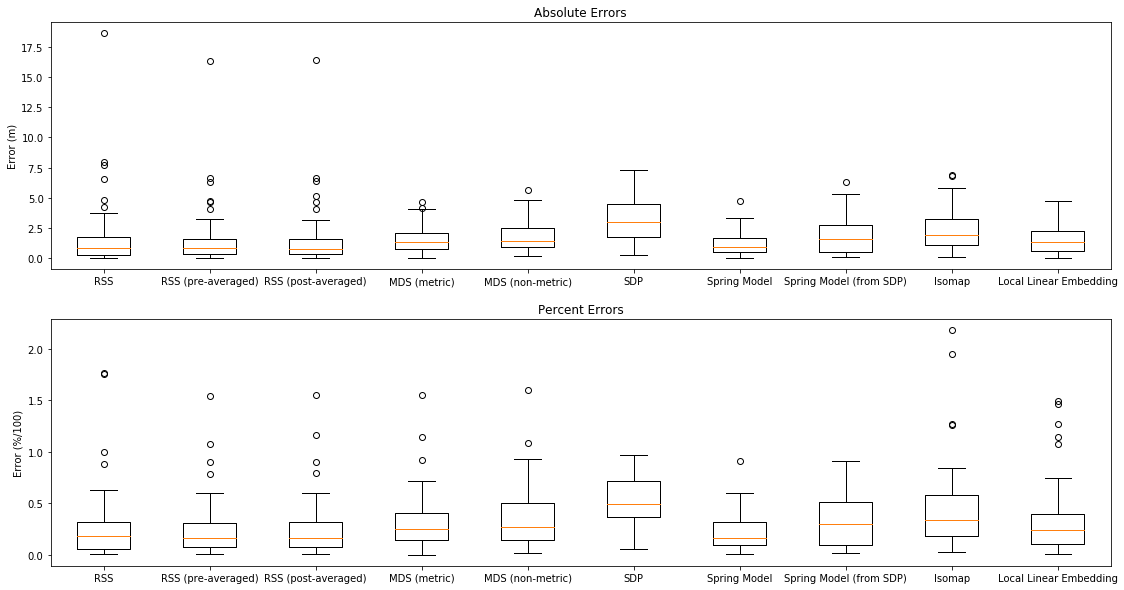 Absolute Errors
Error (m)
17.5
15.0
12.5
10.0
7.5
5.0
2.5
0.0
RSS RSS (pre-averaged) RSS (post-averaged) MDS (metric) MDS (non-metric) SDP Spring Model Spring Model (from SDP) Isomap Local Linear Embedding
Percent Errors
Error (%/100)
2.0
1.5
1.0
0.5
0.0
RSS RSS (pre-averaged) RSS (post-averaged) MDS (metric) MDS (non-metric) SDP Spring Model Spring Model (from SDP) Isomap Local Linear Embedding